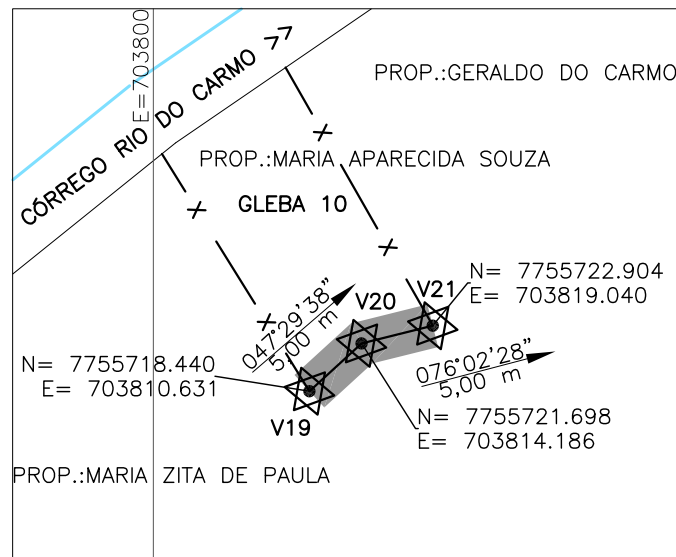 E=703800
CÓRREGO RIO DO CARMO >>
PROP.:GERALDO DO CARMO
PROP.:MARIA APARECIDA SOUZA
GLEBA 10
N= 7755722.904
E= 703819.040
V21
V20
047°29'38"
5,00 m
N= 7755718.440
E= 703810.631
076°02'28"
5,00 m
N= 7755721.698
E= 703814.186
V19
PROP.:MARIA ZITA DE PAULA